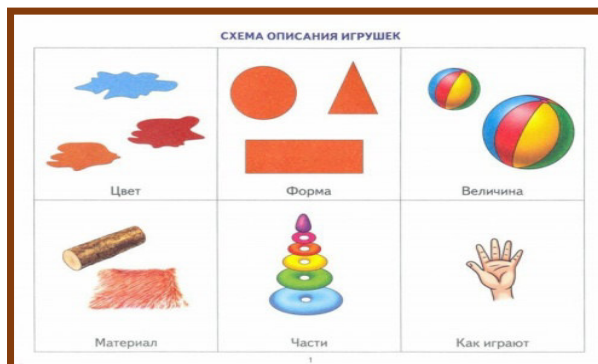 СХЕМА ОПИСАНИЯ ИГРУШЕК
Цвет
Форма
Величина
Материал
Части
Как играют
1